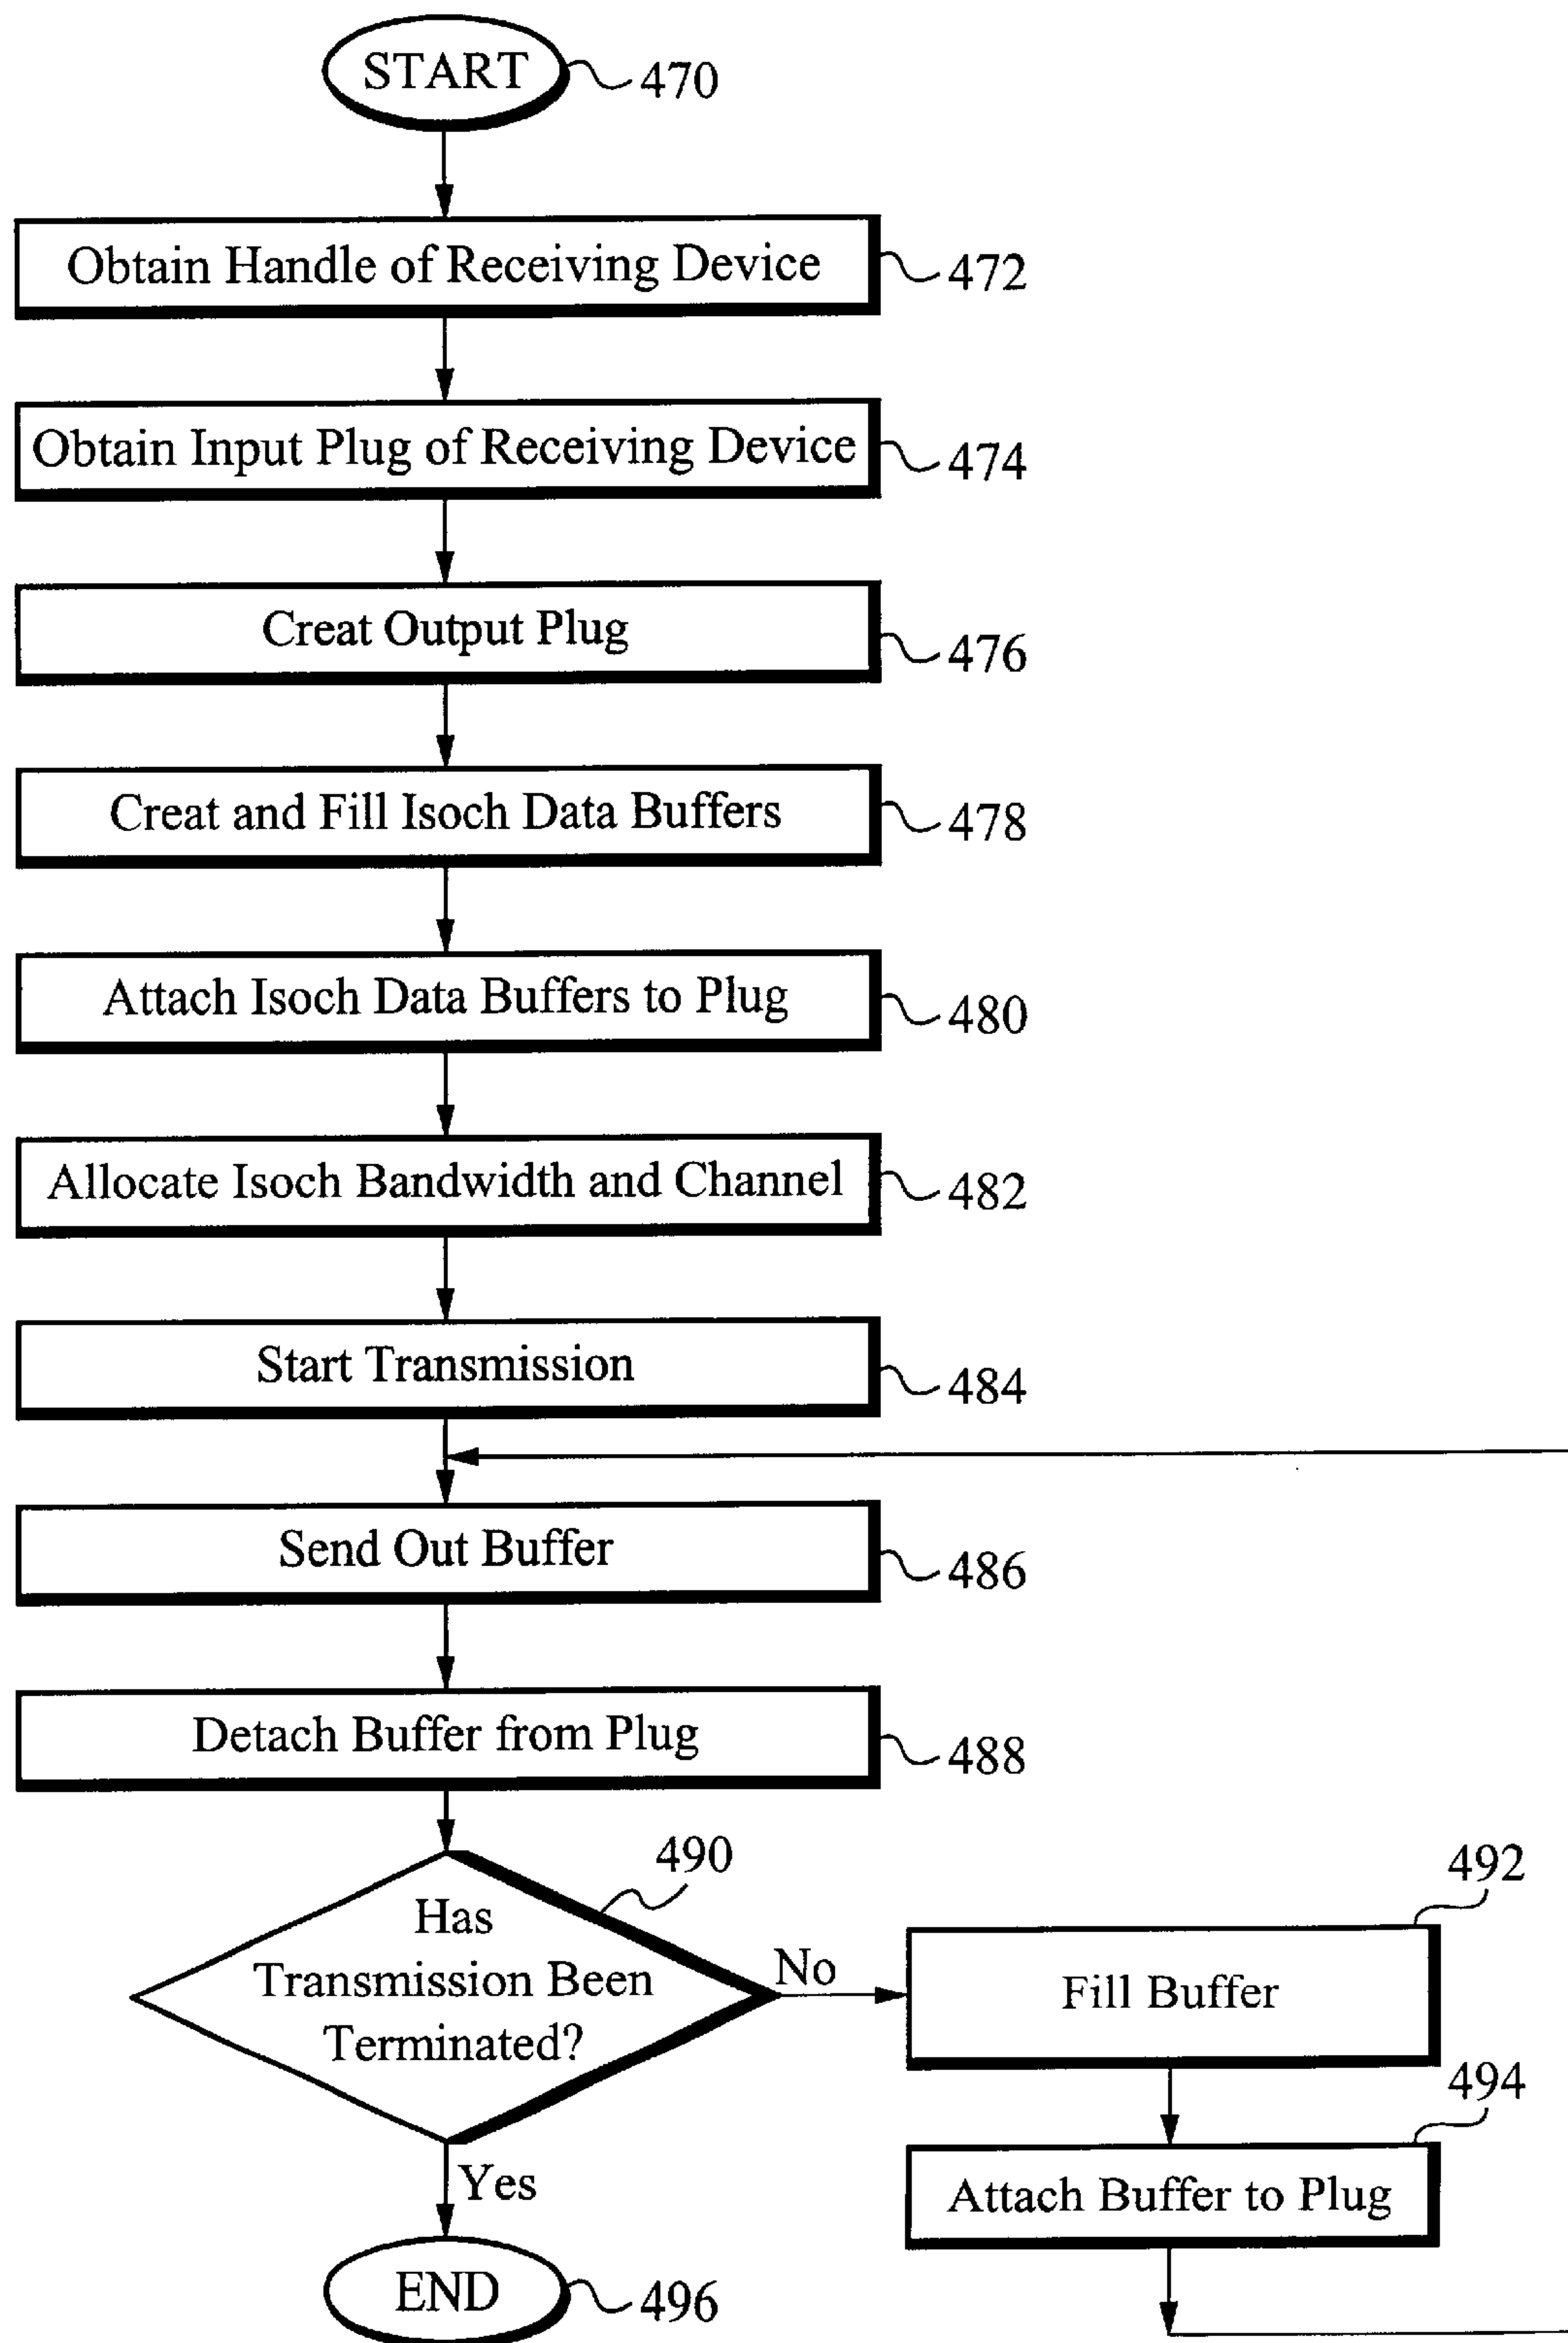 START
470
Obtain Handle of Receiving Device
472
Obtain Input Plug of Receiving Device
474
Creat Output Plug
476
Creat and Fill Isoch Data Buffers
478
Attach Isoch Data Buffers to Plug
480
Allocate Isoch Bandwidth and Channel
482
Start Transmission
484
Send Out Buffer
486
Detach Buffer from Plug
488
490
Has
Transmission Been
Terminated?
No
Yes
492
Fill Buffer
494
Attach Buffer to Plug
END
496